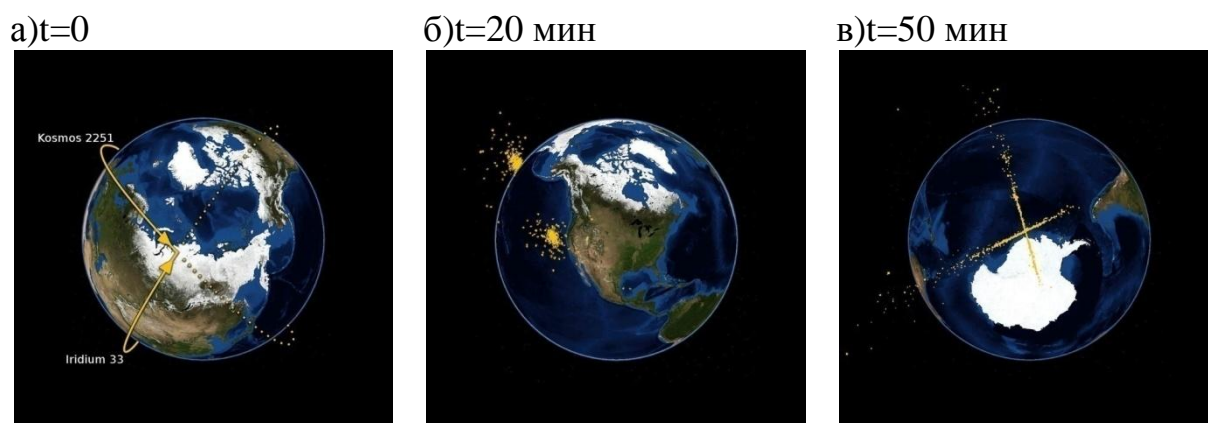 а)t=0
б)t=20 мин
в)t=50 мин
Kosmos 2251
Iridium 33